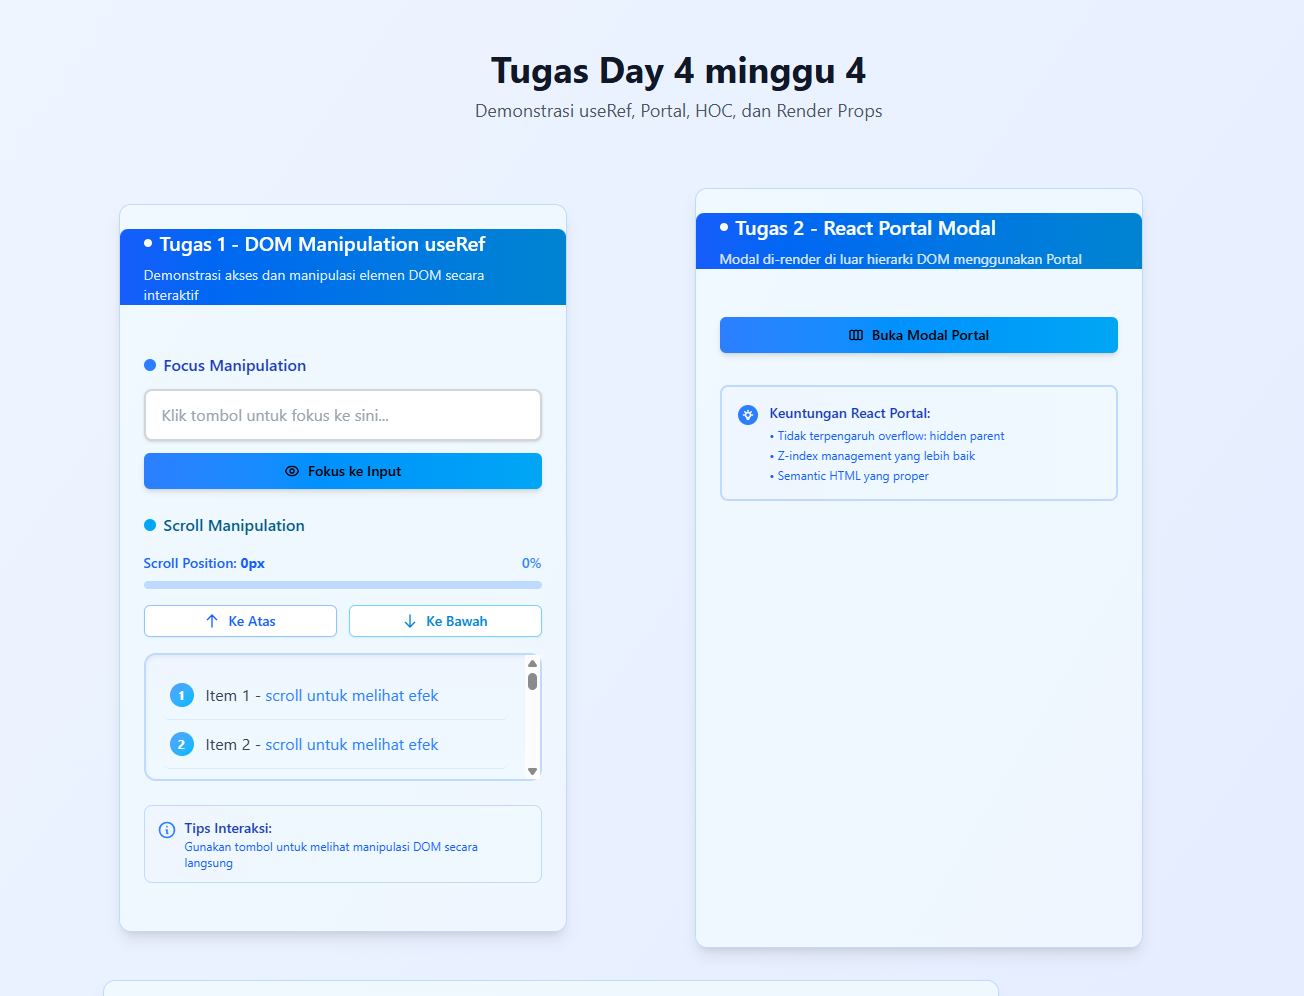 Tugas Day 4 minggu 4
Demonstrasi useRef, Portal, HOC, dan Render Props
• Tugas 1 - DOM Manipulation useRef
Demonstrasi akses dan manipulasi elemen DOM secara
interaktif
Focus Manipulation
Klik tombol untuk fokus ke sini...
Fokus ke Input
Scroll Manipulation
Scroll Position: 0px 0%
Ke Atas
Ke Bawah
1 Item 1 - scroll untuk melihat efek
2 Item 2 - scroll untuk melihat efek
Tips Interaksi:
Gunakan tombol untuk melihat manipulasi DOM secara
langsung
• Tugas 2 - React Portal Modal
Modal di-render di luar hierarki DOM menggunakan Portal
Buka Modal Portal
Keuntungan React Portal:
• Tidak terpengaruh overflow: hidden parent
• Z-index management yang lebih baik
• Semantic HTML yang proper